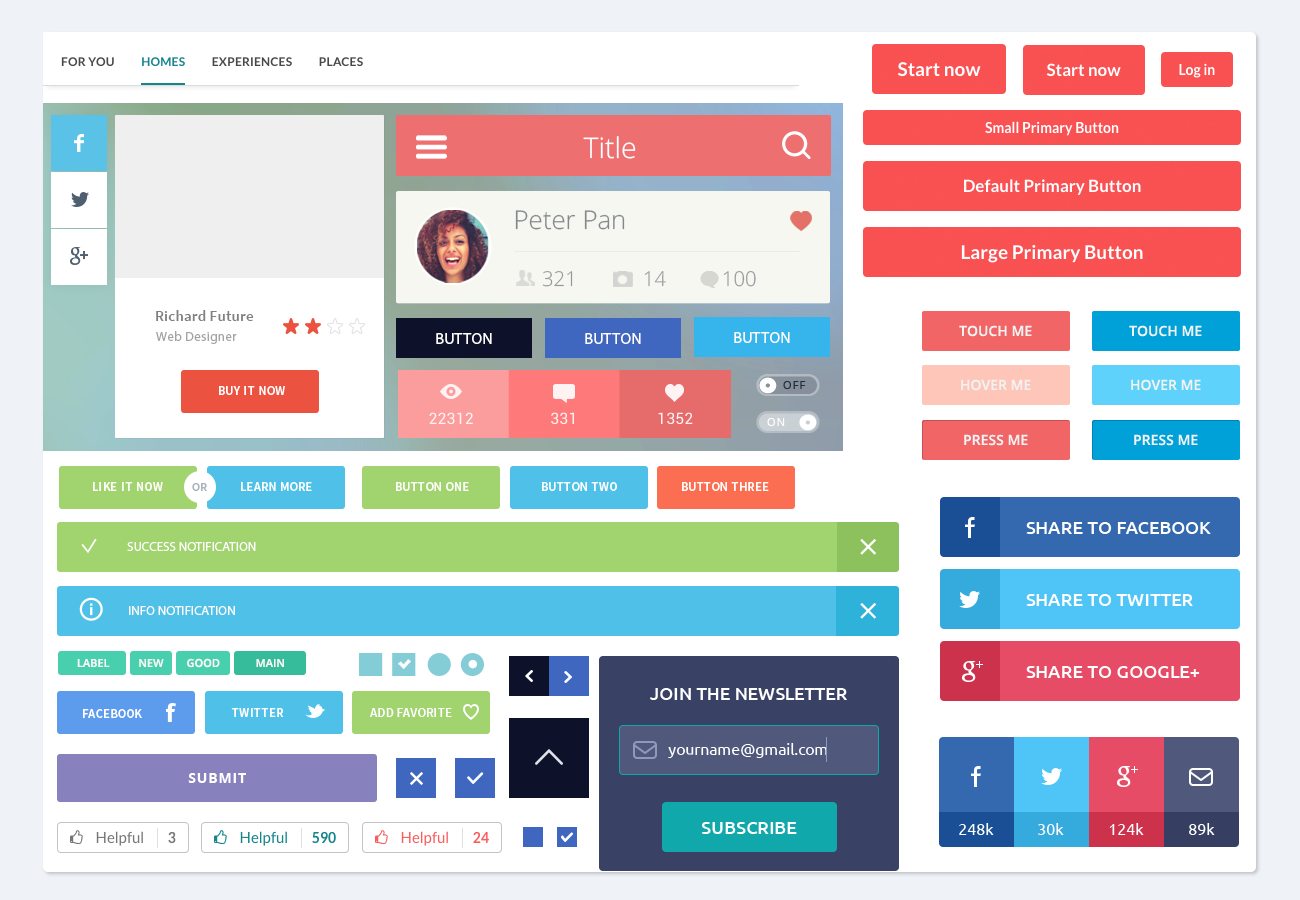 FOR YOU HOMES EXPERIENCES PLACES
Start now
Start now
Log in
Small Primary Button
Default Primary Button
Large Primary Button
f
g+
Title
Peter Pan
321 14 100
Richard Future
Web Designer
BUY IT NOW
BUTTON BUTTON BUTTON
22312 331 1352
OFF
ON
TOUCH ME TOUCH ME
HOVER ME HOVER ME
PRESS ME PRESS ME
LIKE IT NOW OR LEARN MORE BUTTON ONE BUTTON TWO BUTTON THREE
SUCCESS NOTIFICATION
INFO NOTIFICATION
f SHARE TO FACEBOOK
SHARE TO TWITTER
g+ SHARE TO GOOGLE+
LABEL NEW GOOD MAIN
FACEBOOK f TWITTER ADD FAVORITE
SUBMIT
Helpful 3 Helpful 590 Helpful 24
JOIN THE NEWSLETTER
yourname@gmail.com
SUBSCRIBE
f g+
248k 30k 124k 89k